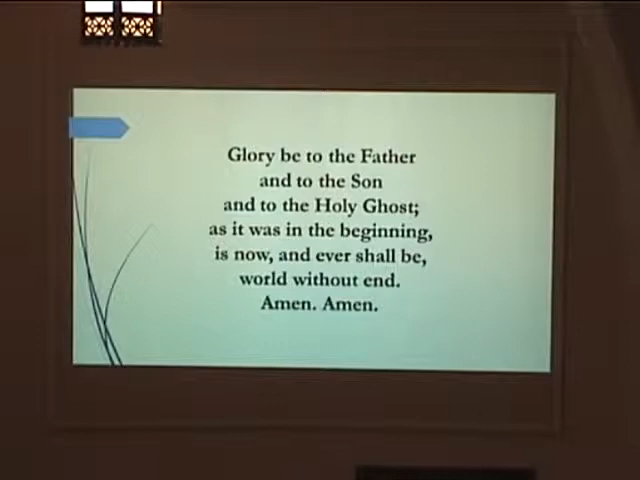 Glory be to the Father
and to the Son
and to the Holy Ghost;
as it was in the beginning,
is now, and ever shall be,
world without end.
Amen. Amen.